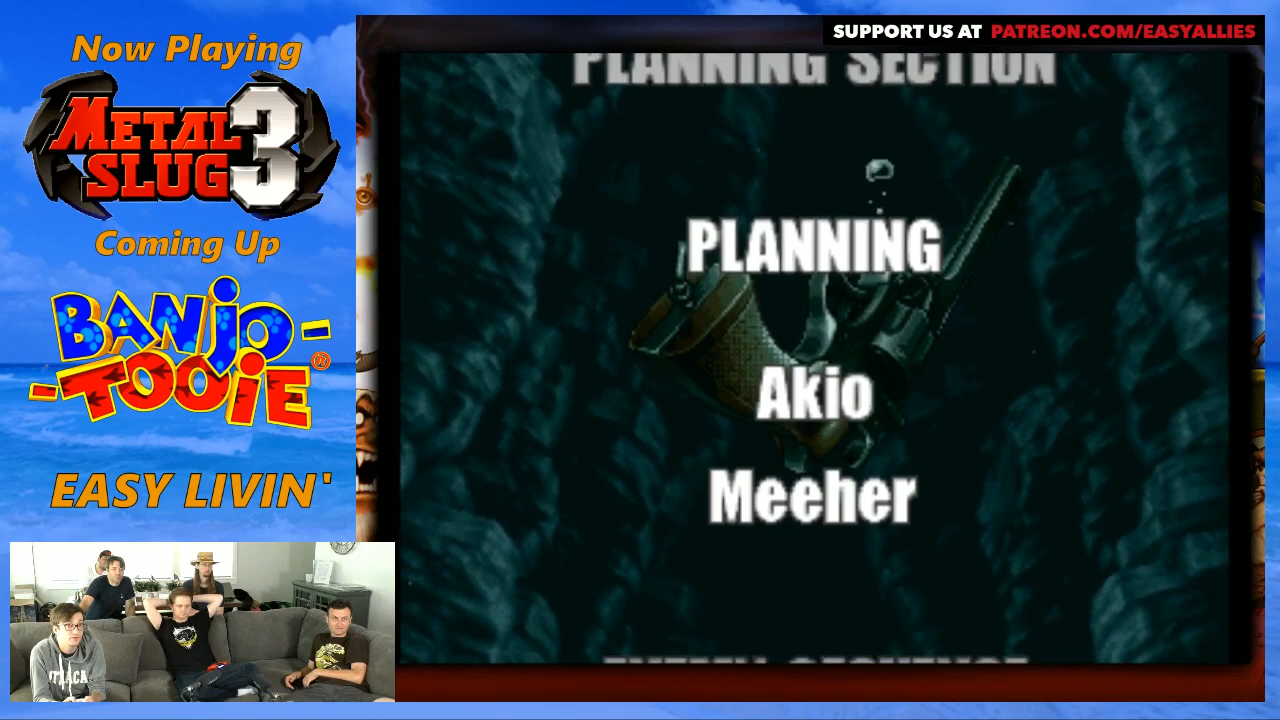 Now Playing
METAL
SLUG 3
Coming Up
BANJO-
-TOOIE®
EASY LIVIN'
SUPPORT US AT PATREON.COM/EASYALLIES
PLANNING SECTION
PLANNING
Akio
Meeher